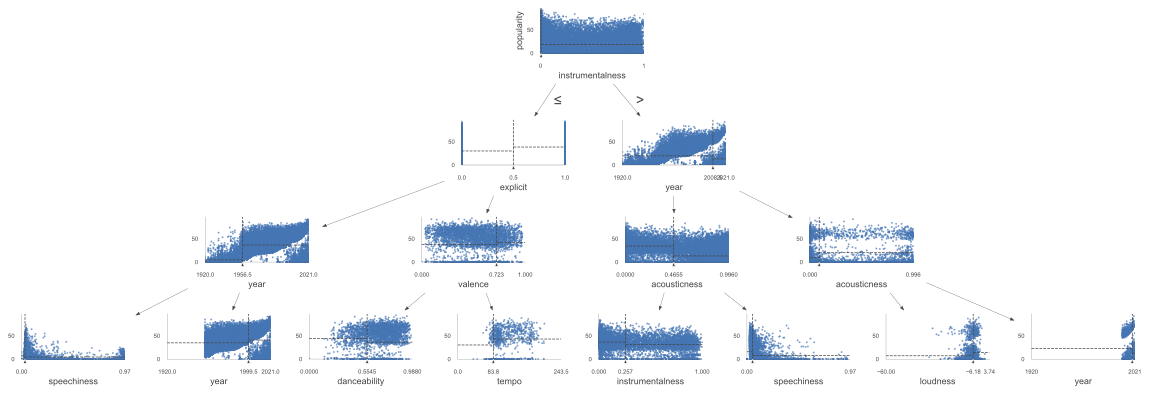 popularity
50
0
0 1
instrumentalness
≤ >
50
0
0.0 0.5 1.0
explicit
50
0
1920.0 2021.0
year
50
0
1920.0 1956.5 2021.0
year
50
0
0.000 0.723 1.000
valence
50
0
0.0000 0.4655 0.9960
acousticness
50
0
0.000 0.996
acousticness
50
0
0.00 0.97
speechiness
50
0
1920.0 1999.5 2021.0
year
50
0
0.0000 0.5545 0.9880
danceability
50
0
0.0 83.8 243.5
tempo
50
0
0.000 0.257 1.000
instrumentalness
50
0
0.00 0.97
speechiness
50
0
−60.00 −6.18 3.74
loudness
50
0
1920 2021
year